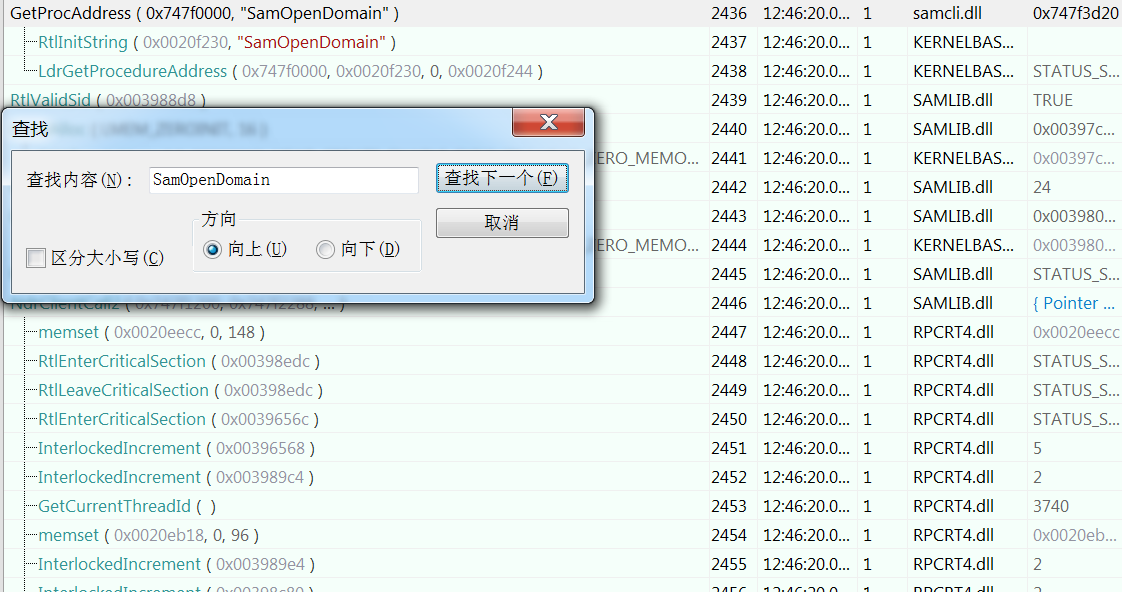 GetProcAddress ( 0x747f0000, "SamOpenDomain" ) 2436 12:46:20.0... 1 samcli.dll 0x747f3d20
RtlInitString ( 0x0020f230, "SamOpenDomain" ) 2437 12:46:20.0... 1 KERNELBAS...
LdrGetProcedureAddress ( 0x747f0000, 0x0020f230, 0, 0x0020f244 ) 2438 12:46:20.0... 1 KERNELBAS... STATUS_S...
RtlValidSid ( 0x003988d8 ) 2439 12:46:20.0... 1 SAMLIB.dll TRUE
2440 12:46:20.0... 1 SAMLIB.dll 0x00397c...
ERO_MEMO... 2441 12:46:20.0... 1 KERNELBAS... 0x00397c...
2442 12:46:20.0... 1 SAMLIB.dll 24
2443 12:46:20.0... 1 SAMLIB.dll 0x003980...
ERO_MEMO... 2444 12:46:20.0... 1 KERNELBAS... 0x003980...
2445 12:46:20.0... 1 SAMLIB.dll STATUS_S...
2446 12:46:20.0... 1 SAMLIB.dll { Pointer ...
memset ( 0x0020eecc, 0, 148 ) 2447 12:46:20.0... 1 RPCRT4.dll 0x0020eecc
RtlEnterCriticalSection ( 0x00398edc ) 2448 12:46:20.0... 1 RPCRT4.dll STATUS_S...
RtlLeaveCriticalSection ( 0x00398edc ) 2449 12:46:20.0... 1 RPCRT4.dll STATUS_S...
RtlEnterCriticalSection ( 0x0039656c ) 2450 12:46:20.0... 1 RPCRT4.dll STATUS_S...
InterlockedIncrement ( 0x00396568 ) 2451 12:46:20.0... 1 RPCRT4.dll 5
InterlockedIncrement ( 0x003989c4 ) 2452 12:46:20.0... 1 RPCRT4.dll 2
GetCurrentThreadId ( ) 2453 12:46:20.0... 1 RPCRT4.dll 3740
memset ( 0x0020eb18, 0, 96 ) 2454 12:46:20.0... 1 RPCRT4.dll 0x0020eb...
InterlockedIncrement ( 0x003989e4 ) 2455 12:46:20.0... 1 RPCRT4.dll 2
InterlockedIncrement ( 0x00398c80 ) 2456 12:46:20.0... 1 RPCRT4.dll 2
查找
查找内容(N): SamOpenDomain 查找下一个(F)
方向 取消
区分大小写(C) 向上(U) 向下(D)